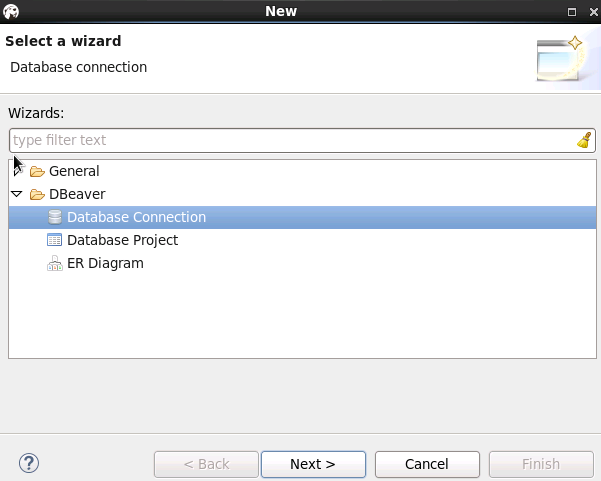 New
Select a wizard
Database connection
Wizards:
type filter text
General
DBeaver
Database Connection
Database Project
ER Diagram
?
< Back Next > Cancel Finish